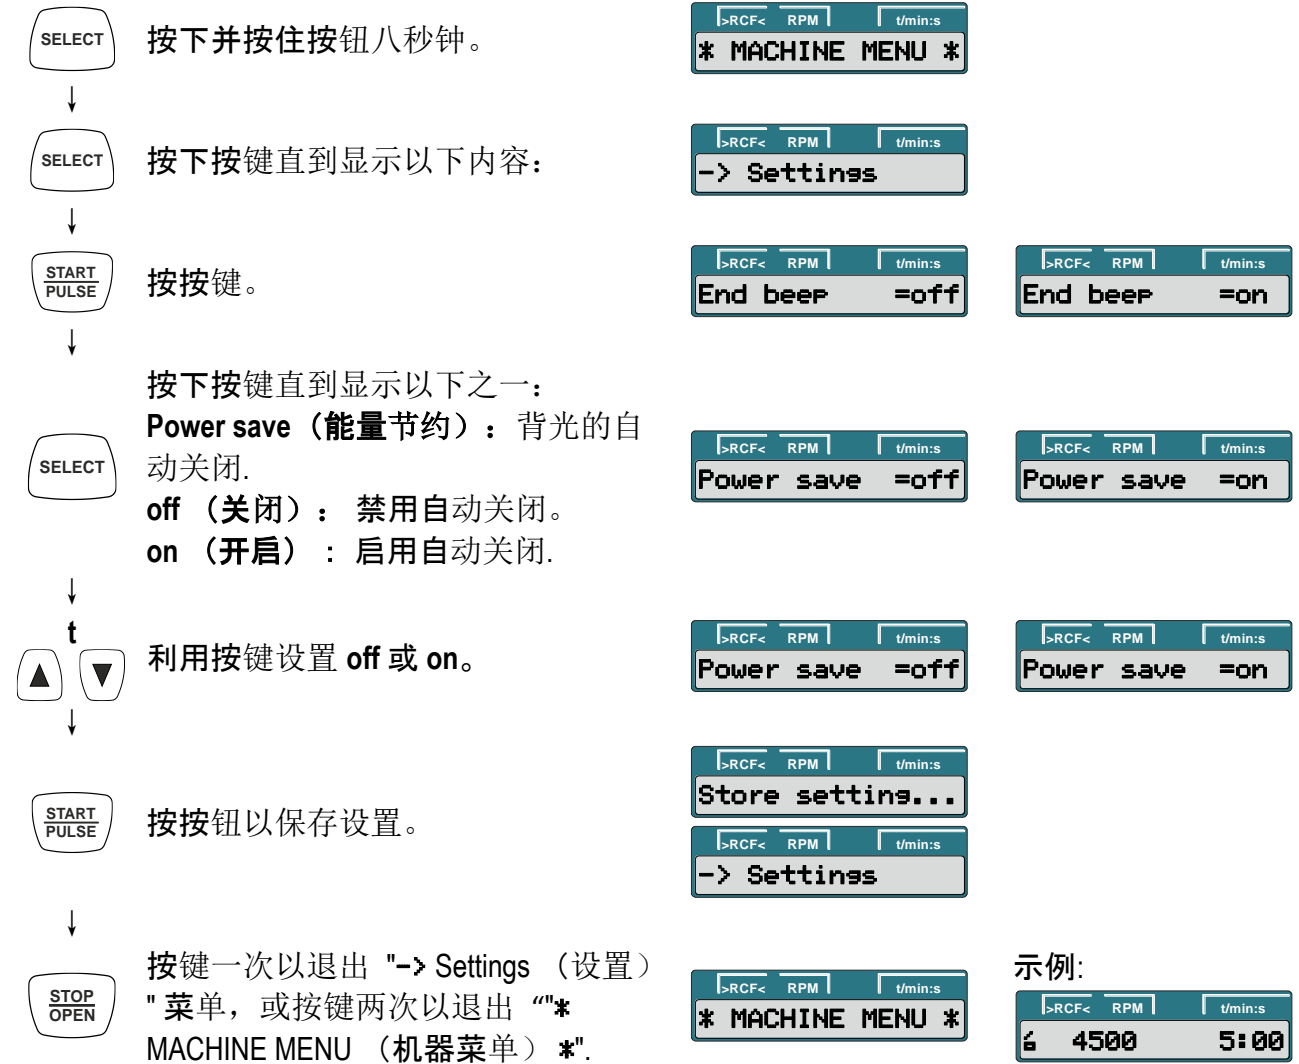 SELECT
按下并按住按钮八秒钟。
>RCF< RPM t/min:s
* MACHINE MENU *
↓
SELECT
按下按键直到显示以下内容：
>RCF< RPM t/min:s
-> Settings
↓
START
PULSE
按按键。
>RCF< RPM t/min:s
End beep =off
>RCF< RPM t/min:s
End beep =on
↓
SELECT
按下按键直到显示以下之一：
Power save（能量节约）：背光的自
动关闭.
off （关闭）： 禁用自动关闭。
on （开启） : 启用自动关闭.
>RCF< RPM t/min:s
Power save =off
>RCF< RPM t/min:s
Power save =on
↓
t
▲ ▼
利用按键设置 off 或 on。
>RCF< RPM t/min:s
Power save =off
>RCF< RPM t/min:s
Power save =on
↓
START
PULSE
按按钮以保存设置。
>RCF< RPM t/min:s
Store setting...
>RCF< RPM t/min:s
-> Settings
↓
STOP
OPEN
按键一次以退出 "-> Settings （设置）
" 菜单，或按键两次以退出 “"*
MACHINE MENU （机器菜单） *".
>RCF< RPM t/min:s
* MACHINE MENU *
示例:
>RCF< RPM t/min:s
4500 5:00